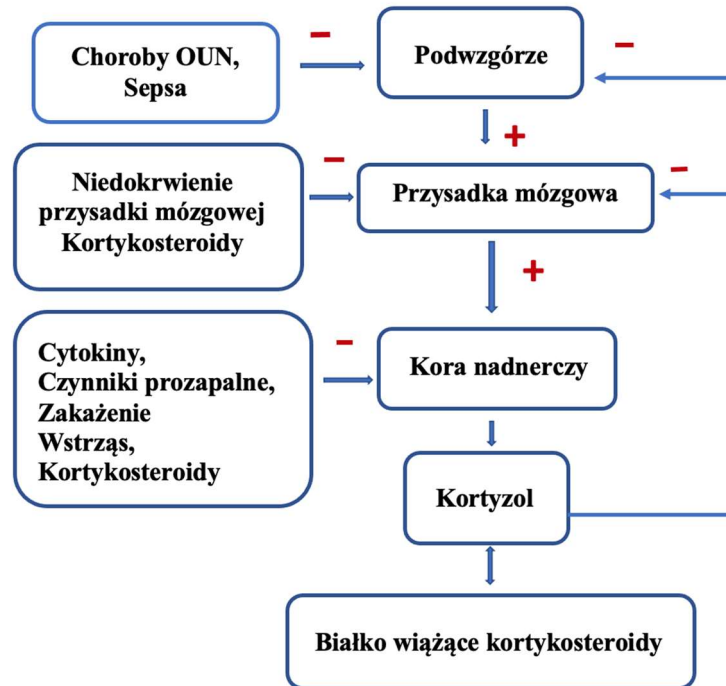 Choroby OUN,
Sepsa
–
Podwzgórze
–
+
Niedokrwienie
przysadki mózgowej
Kortykosteroidy
–
Przysadka mózgowa
–
+
Cytokiny,
Czynniki prozapalne,
Zakażenie
Wstrząs,
Kortykosteroidy
–
Kora nadnerczy
Kortyzol
Białko wiążące kortykosteroidy